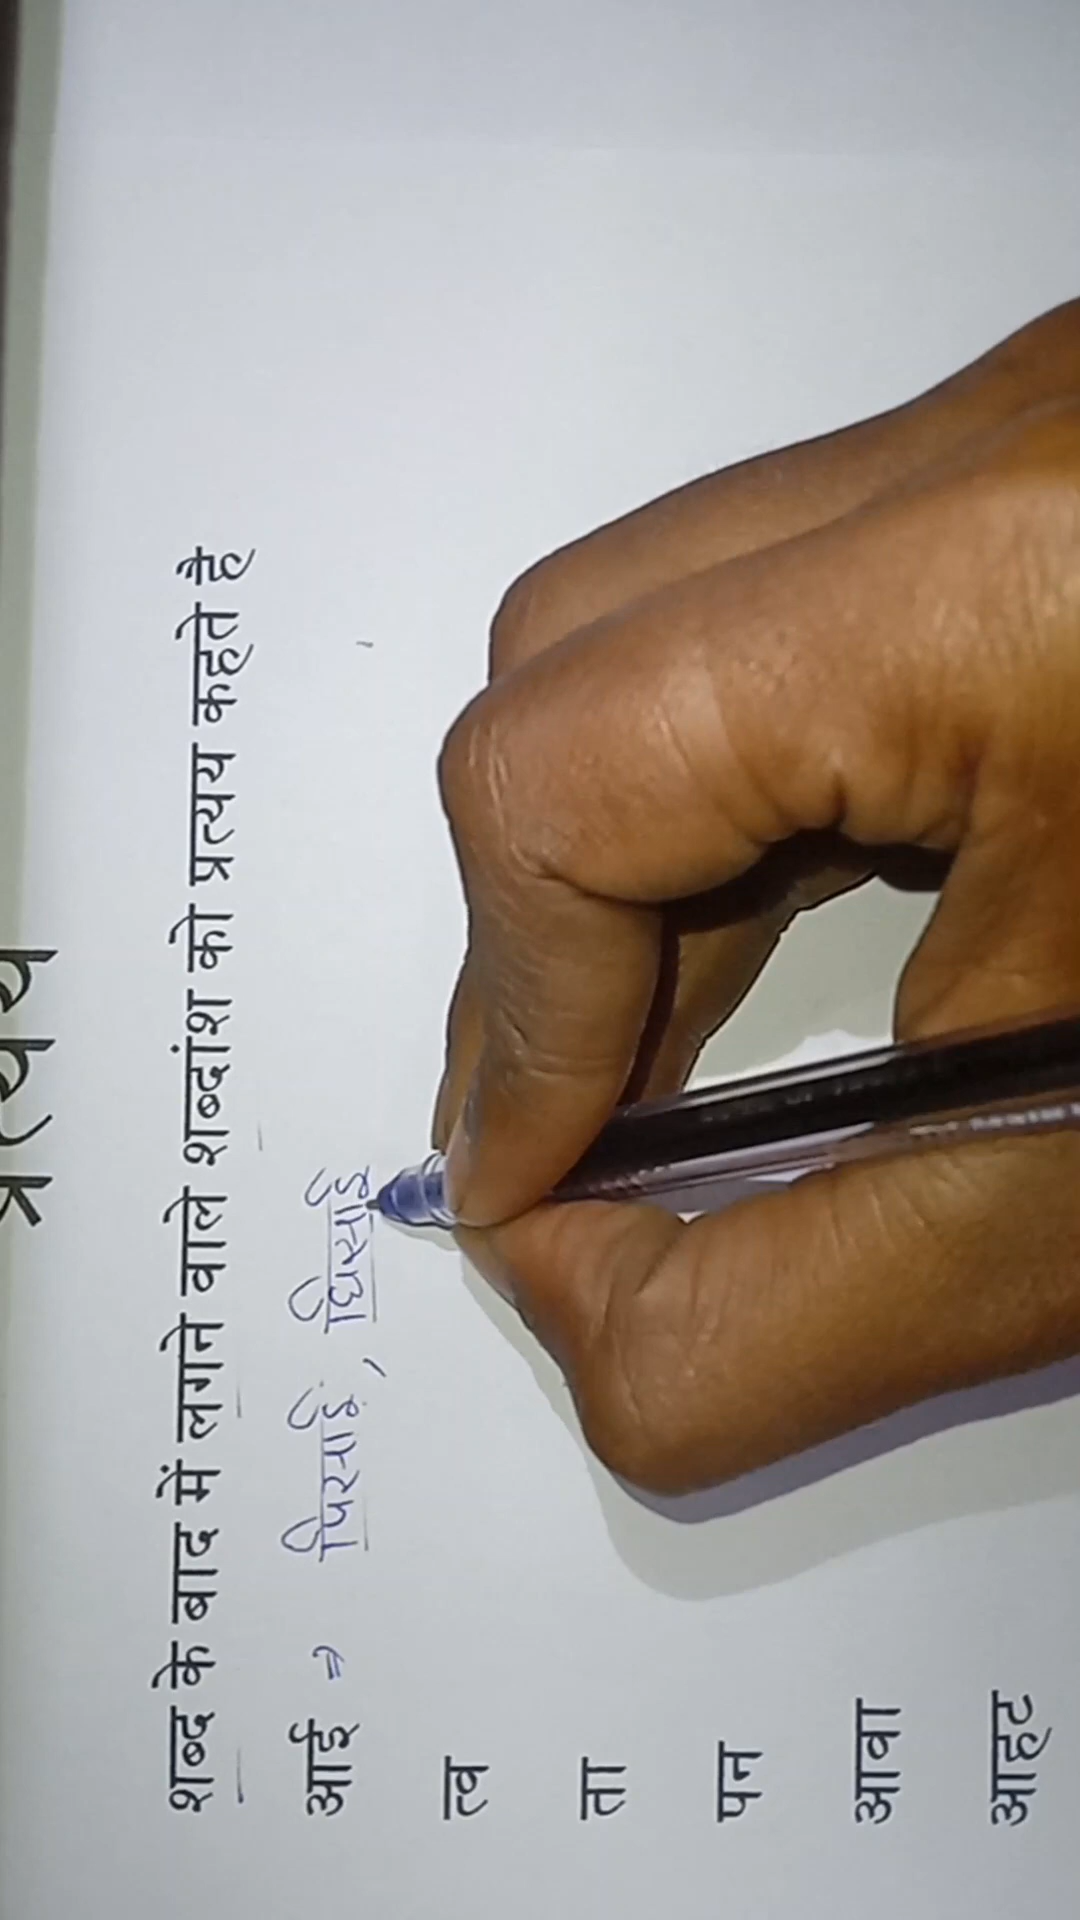 प्रत्यय
शब्द के बाद में लगने वाले शब्दांश को प्रत्यय कहते है
आई ⇒ पिसाई, घिसाई
त्व
ता
पन
आवा
आहट